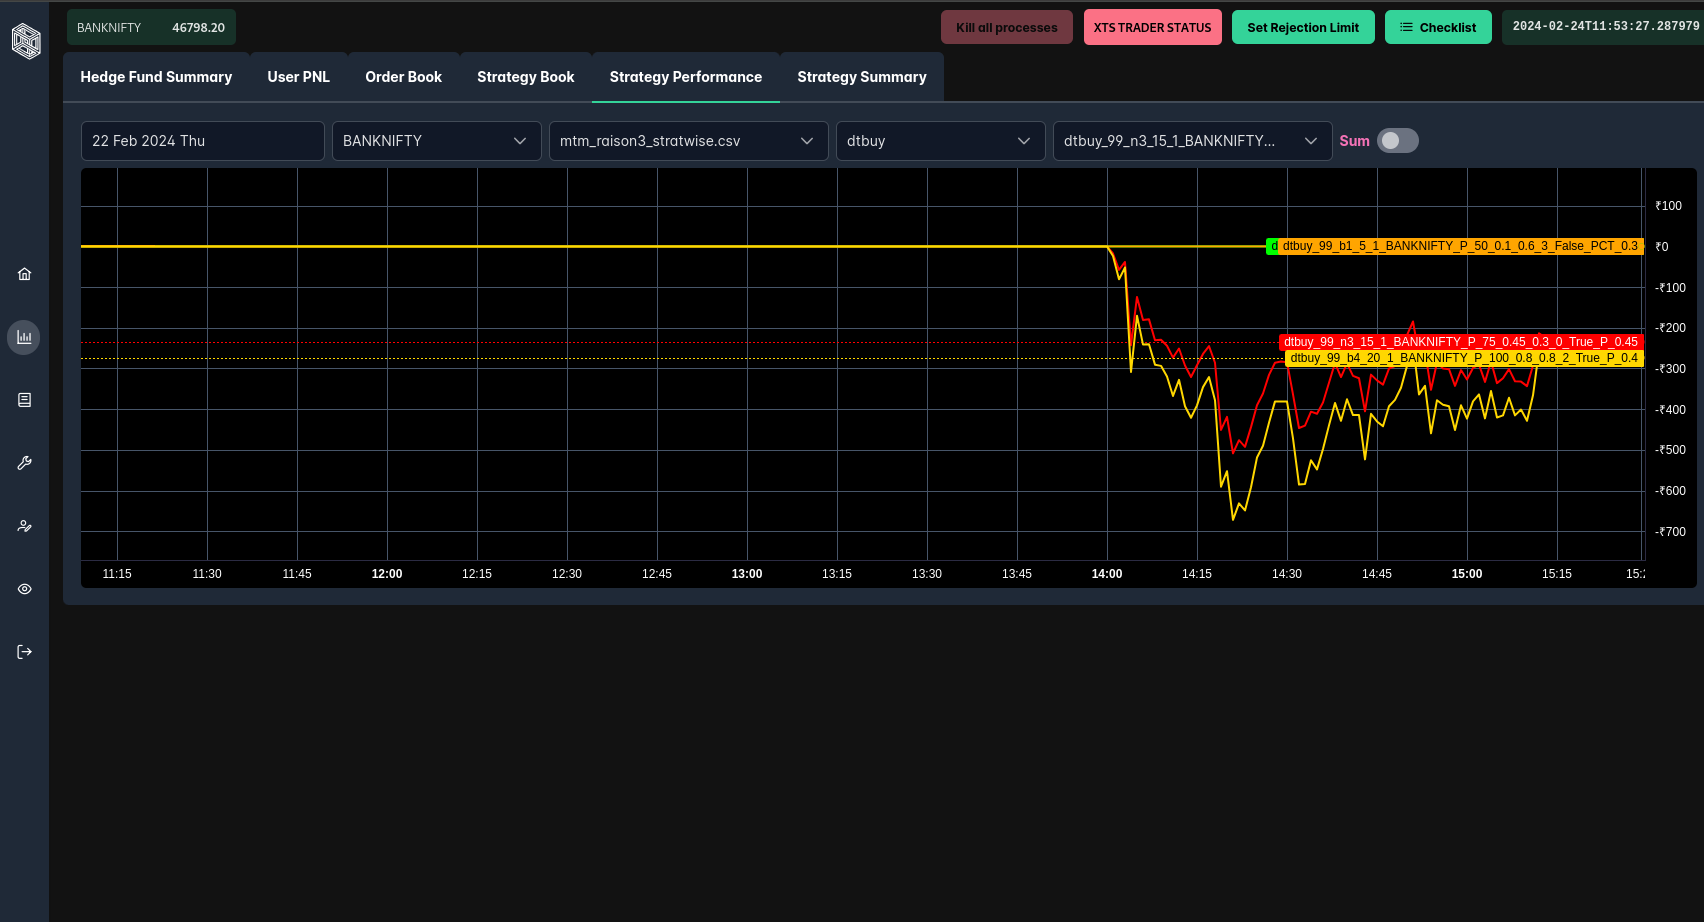 BANKNIFTY 46798.20
Kill all processes
XTS TRADER STATUS
Set Rejection Limit
Checklist
2024-02-24T11:53:27.287979
Hedge Fund Summary
User PNL
Order Book
Strategy Book
Strategy Performance
Strategy Summary
22 Feb 2024 Thu
BANKNIFTY
mtm_raison3_stratwise.csv
dtbuy
dtbuy_99_n3_15_1_BANKNIFTY...
Sum
₹100
d
dtbuy_99_b1_5_1_BANKNIFTY_P_50_0.1_0.6_3_False_PCT_0.3
₹0
-₹100
-₹200
dtbuy_99_n3_15_1_BANKNIFTY_P_75_0.45_0.3_0_True_P_0.45
dtbuy_99_b4_20_1_BANKNIFTY_P_100_0.8_0.8_2_True_P_0.4
-₹300
-₹400
-₹500
-₹600
-₹700
11:15 11:30 11:45 12:00 12:15 12:30 12:45 13:00 13:15 13:30 13:45 14:00 14:15 14:30 14:45 15:00 15:15